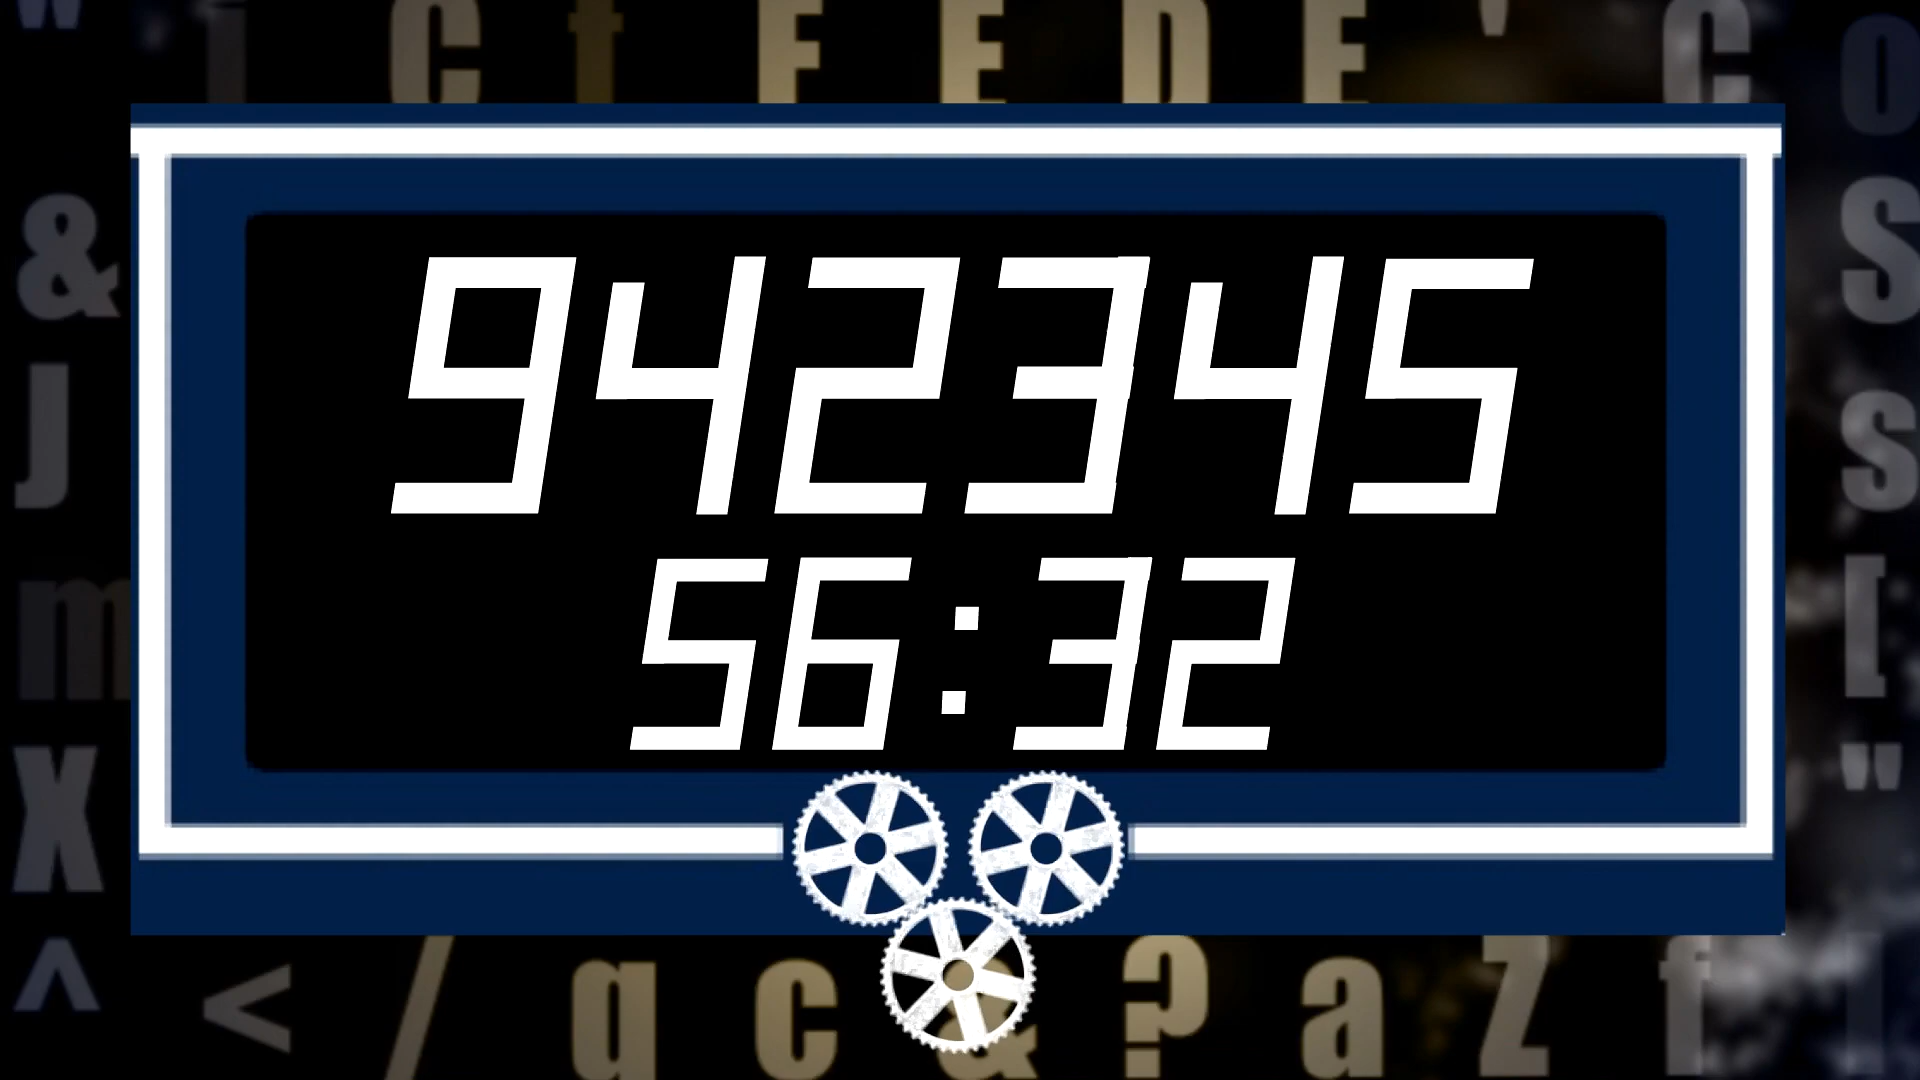 " i C f F E D E ' C o
942345
& S
J s
56:32
m [
X "
^ < / q c & ? a Z f